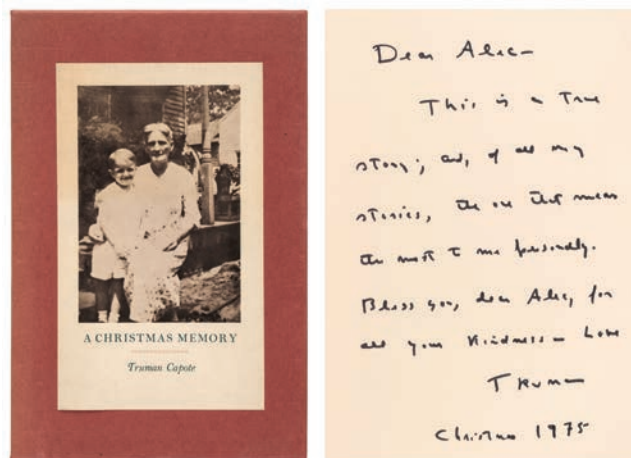 A CHRISTMAS MEMORY
Truman Capote
Dear Alec—
This is a true
story; and, of all my
stories, the one that means
the most to me personally.
Bless you, dear Alec, for
all your kindness— Love
Truman
Christmas 1975